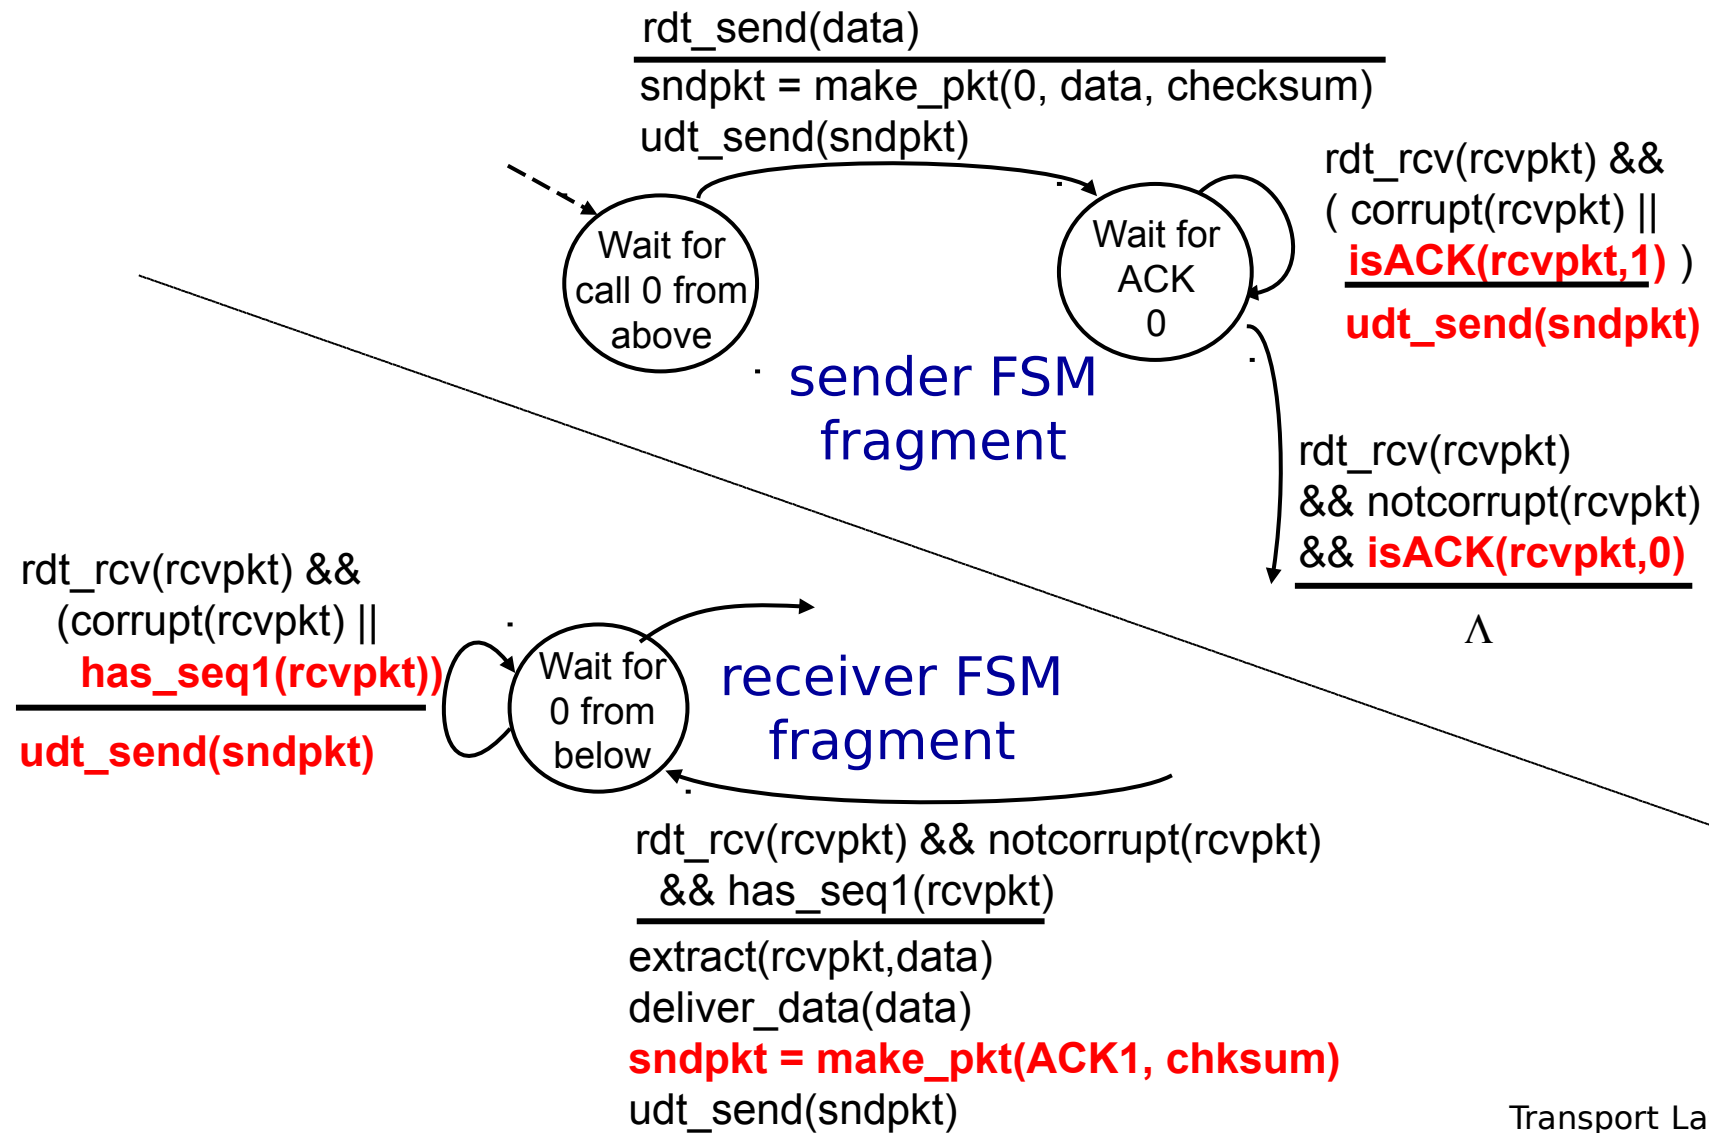 rdt_send(data)
sndpkt = make_pkt(0, data, checksum)
udt_send(sndpkt)
Wait for
call 0 from
above
Wait for
ACK
0
rdt_rcv(rcvpkt) &&
( corrupt(rcvpkt) ||
isACK(rcvpkt,1) )
udt_send(sndpkt)
sender FSM
fragment
rdt_rcv(rcvpkt)
&& notcorrupt(rcvpkt)
&& isACK(rcvpkt,0)
Λ
rdt_rcv(rcvpkt) &&
(corrupt(rcvpkt) ||
has_seq1(rcvpkt))
udt_send(sndpkt)
Wait for
0 from
below
receiver FSM
fragment
rdt_rcv(rcvpkt) && notcorrupt(rcvpkt)
&& has_seq1(rcvpkt)
extract(rcvpkt,data)
deliver_data(data)
sndpkt = make_pkt(ACK1, chksum)
udt_send(sndpkt)
Transport La